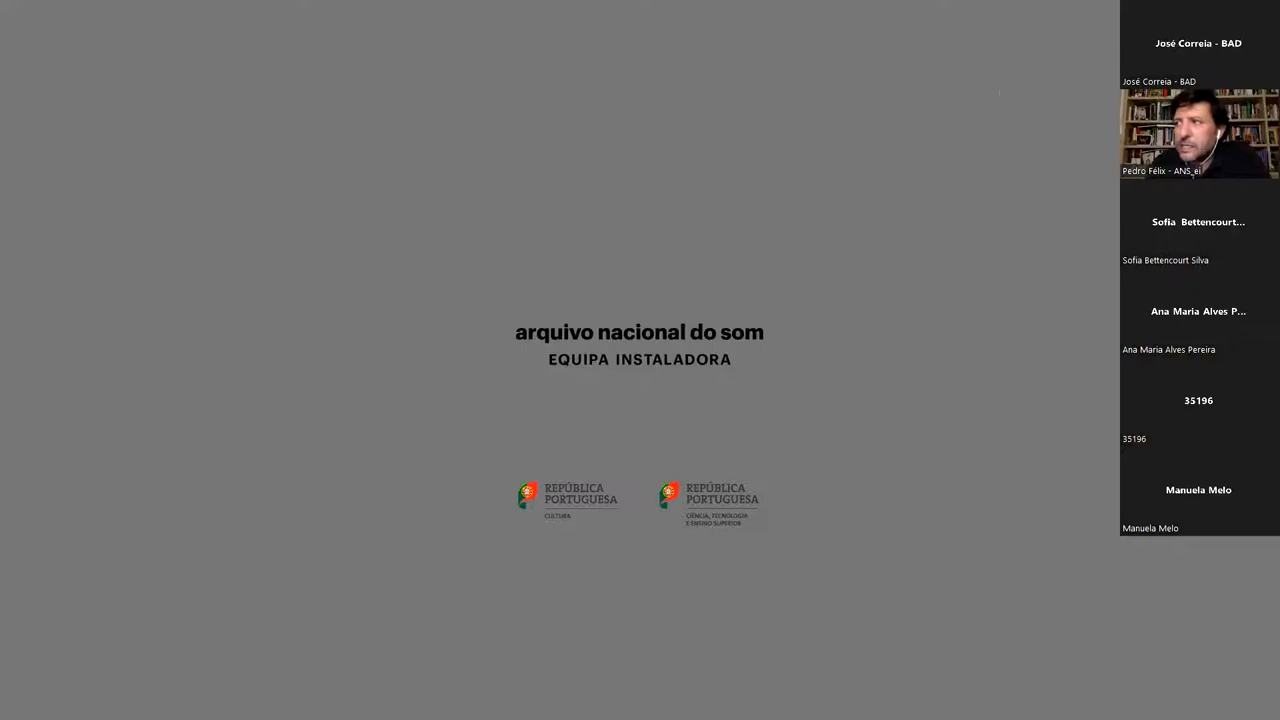 José Correia - BAD
José Correia - BAD
Pedro Félix - ANS_ei
Sofia Bettencourt...
Sofia Bettencourt Silva
Ana Maria Alves P...
Ana Maria Alves Pereira
35196
35196
Manuela Melo
Manuela Melo
arquivo nacional do som
EQUIPA INSTALADORA
REPÚBLICA
PORTUGUESA
CULTURA
REPÚBLICA
PORTUGUESA
CIÊNCIA, TECNOLOGIA
E ENSINO SUPERIOR